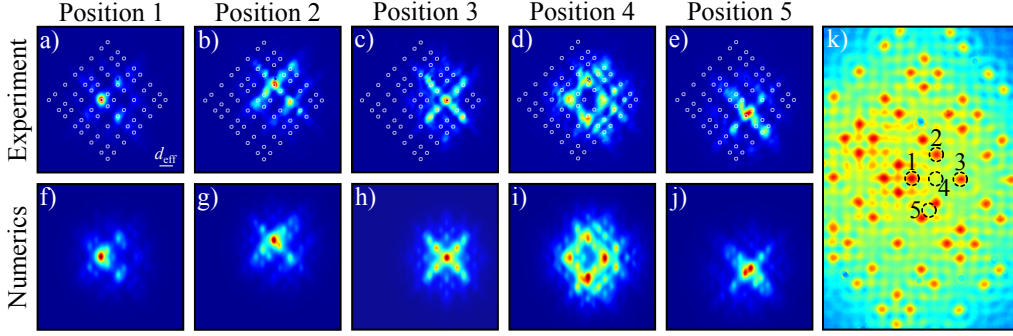 Position 1 Position 2 Position 3 Position 4 Position 5
Experiment
a) b) c) d) e) k)
d_eff
Numerics
f) g) h) i) j)
1 2 3 4 5